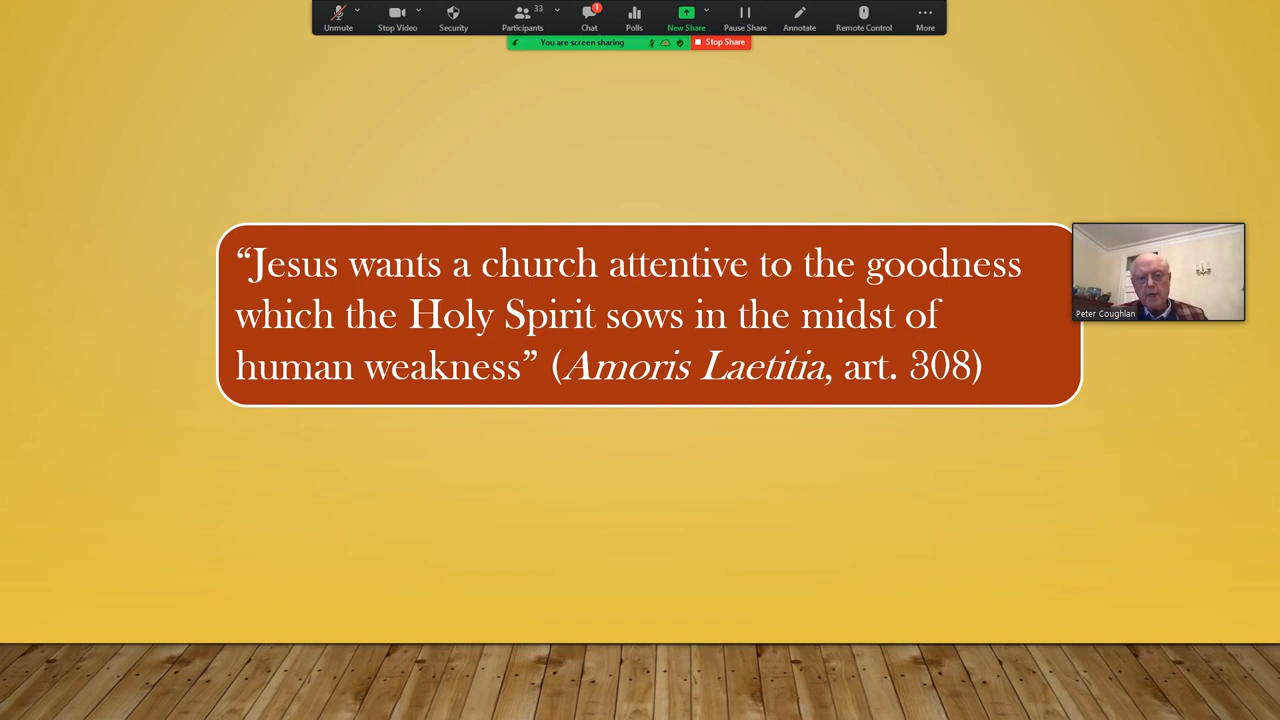 33
1
Unmute
Stop Video
Security
Participants
Chat
Polls
New Share
Pause Share
Annotate
Remote Control
More
You are screen sharing
Stop Share
“Jesus wants a church attentive to the goodness
which the Holy Spirit sows in the midst of
human weakness” (Amoris Laetitia, art. 308)
Peter Coughlan